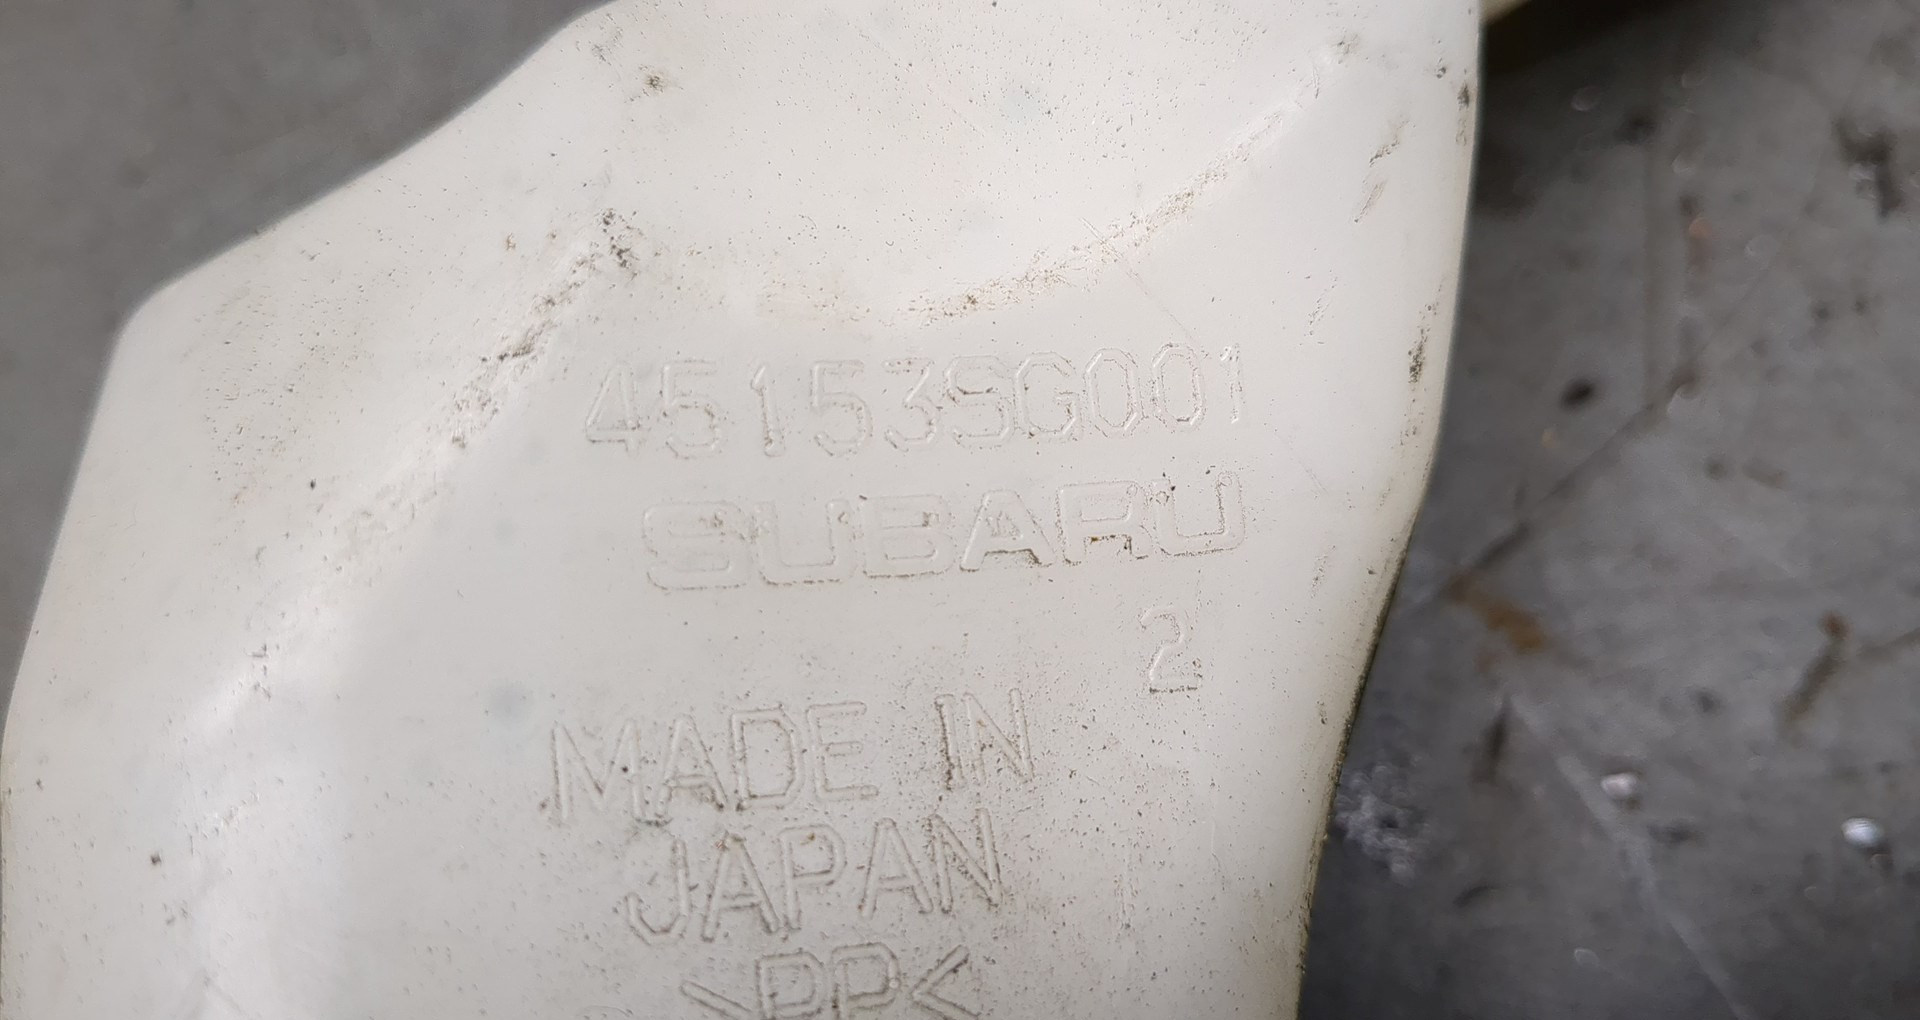 45153SG001
SUBARU
2
MADE IN
JAPAN
>PP<